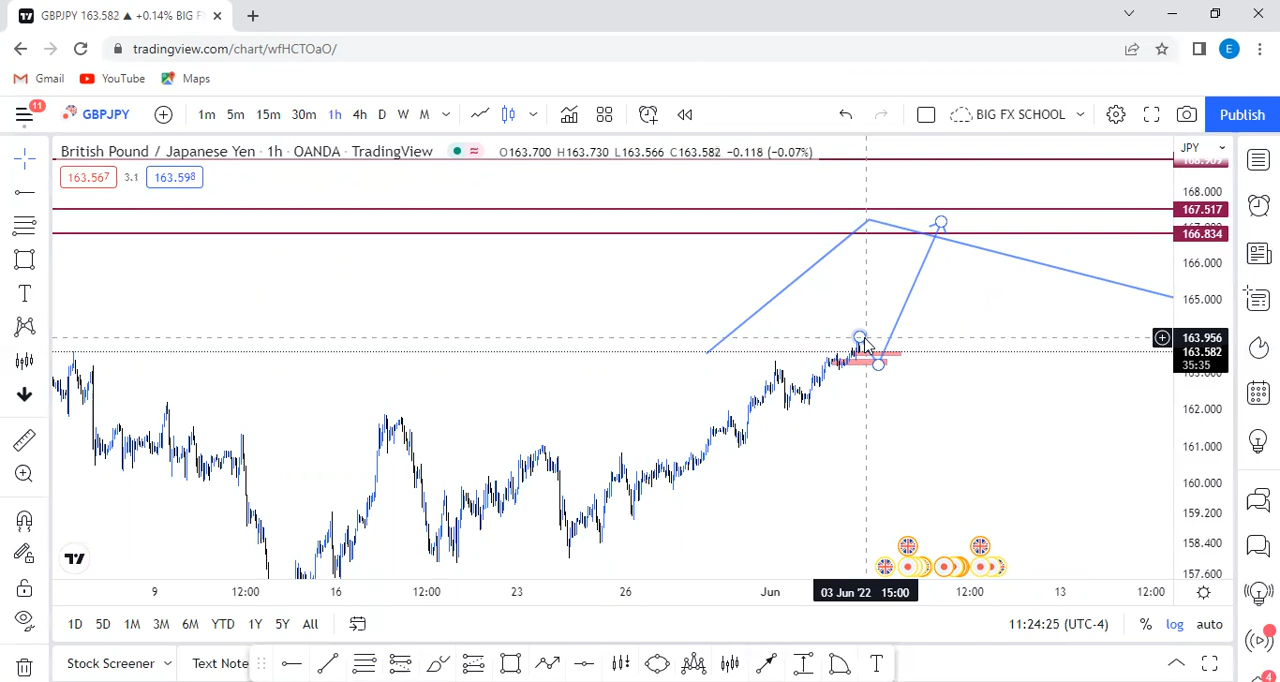 GBPJPY 163.582 ▲ +0.14% BIG F
tradingview.com/chart/wfHCTOaO/
E
Gmail YouTube Maps
11
GBPJPY 1m 5m 15m 30m 1h 4h D W M BIG FX SCHOOL Publish
British Pound / Japanese Yen · 1h · OANDA · TradingView O163.700 H163.730 L163.566 C163.582 -0.118 (-0.07%) JPY
163.567 3.1 163.598
168.000
167.517
166.834
166.000
165.000
163.956
163.582
35:35
162.000
161.000
160.000
159.200
158.400
157.600
9 12:00 16 12:00 23 26 Jun 03 Jun '22 15:00 12:00 13 12:00
1D 5D 1M 3M 6M YTD 1Y 5Y All 11:24:25 (UTC-4) % log auto
Stock Screener Text Note
4